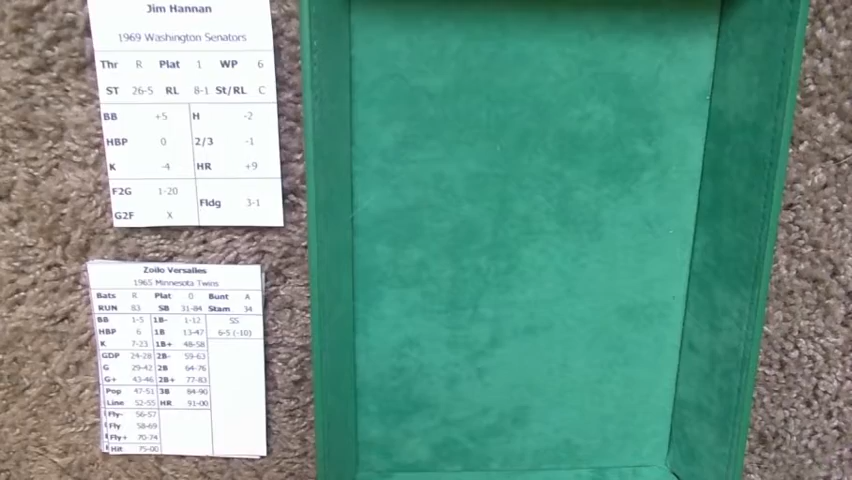 Jim Hannan
1969 Washington Senators
Thr R Plat 1 WP 6
ST 26-5 RL 8-1 St/RL C
BB +5 H -2
HBP 0 2/3 -1
K -4 HR +9
F2G 1-20 Fldg 3-1
G2F X
Zoilo Versalles
1965 Minnesota Twins
Bats R Plat 0 Bunt A
RUN 83 SB 31-84 Stam 34
BB 1-5 1B- 1-12 SS
HBP 6 1B 13-47 6-5 (-10)
K 7-23 1B+ 48-58
GDP 24-28 2B- 59-63
G 29-42 2B 64-76
G+ 43-46 2B+ 77-83
Pop 47-51 3B 84-90
Line 52-55 HR 91-00
Fly- 56-57
Fly 58-69
Fly+ 70-74
Hit 75-00